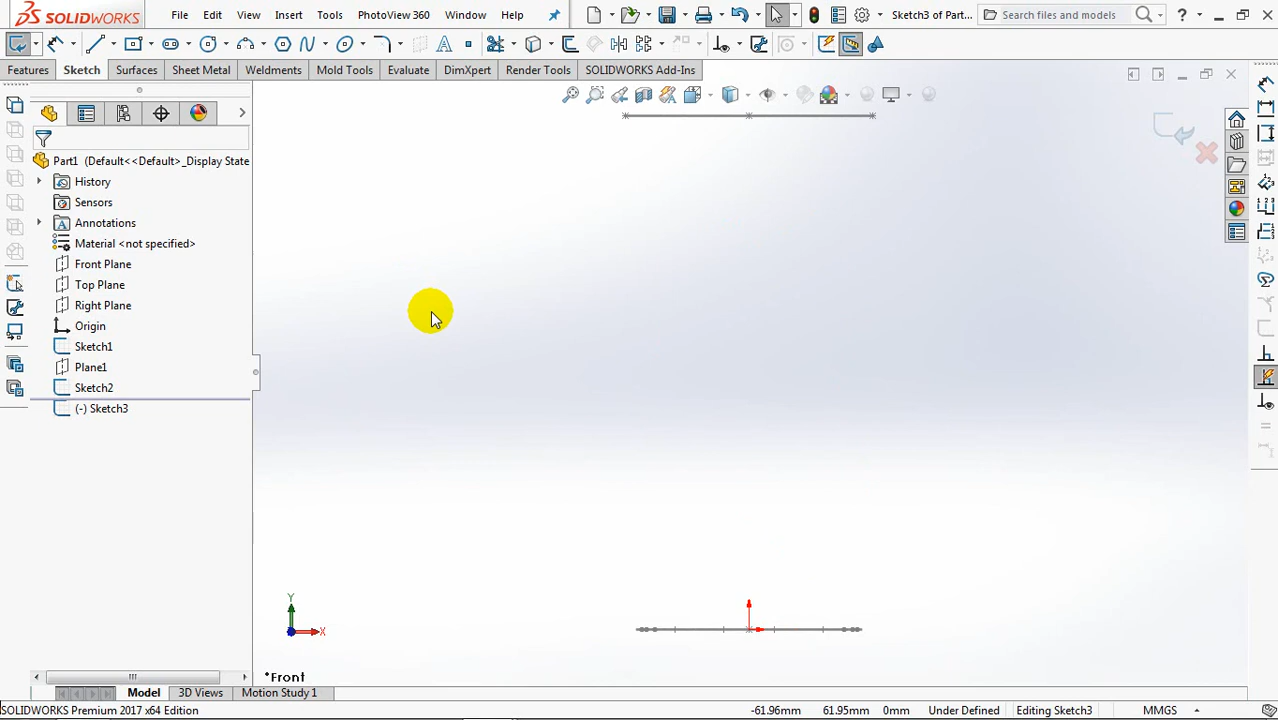 SOLIDWORKS File Edit View Insert Tools PhotoView 360 Window Help Sketch3 of Part... Search files and models ?
Features Sketch Surfaces Sheet Metal Weldments Mold Tools Evaluate DimXpert Render Tools SOLIDWORKS Add-Ins
Part1 (Default<<Default>_Display State
History
Sensors
Annotations
Material <not specified>
Front Plane
Top Plane
Right Plane
Origin
Sketch1
Plane1
Sketch2
(-) Sketch3
Y
X
*Front
Model 3D Views Motion Study 1
SOLIDWORKS Premium 2017 x64 Edition -61.96mm 61.95mm 0mm Under Defined Editing Sketch3 MMGS